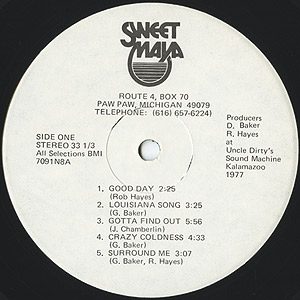 SWEET
MAIA
ROUTE 4, BOX 70
PAW PAW, MICHIGAN 49079
TELEPHONE: (616) 657-6224)
SIDE ONE
STEREO 33 1/3
All Selections BMI
7091N8A
Producers
D. Baker
R. Hayes
at
Uncle Dirty's
Sound Machine
Kalamazoo
1977
1. GOOD DAY 2:25
(Rob Hayes)
2. LOUISIANA SONG 3:25
(G. Baker)
3. GOTTA FIND OUT 5:56
(J. Chamberlin)
4. CRAZY COLDNESS 4:33
(G. Baker)
5. SURROUND ME 3:07
(G. Baker, R. Hayes)